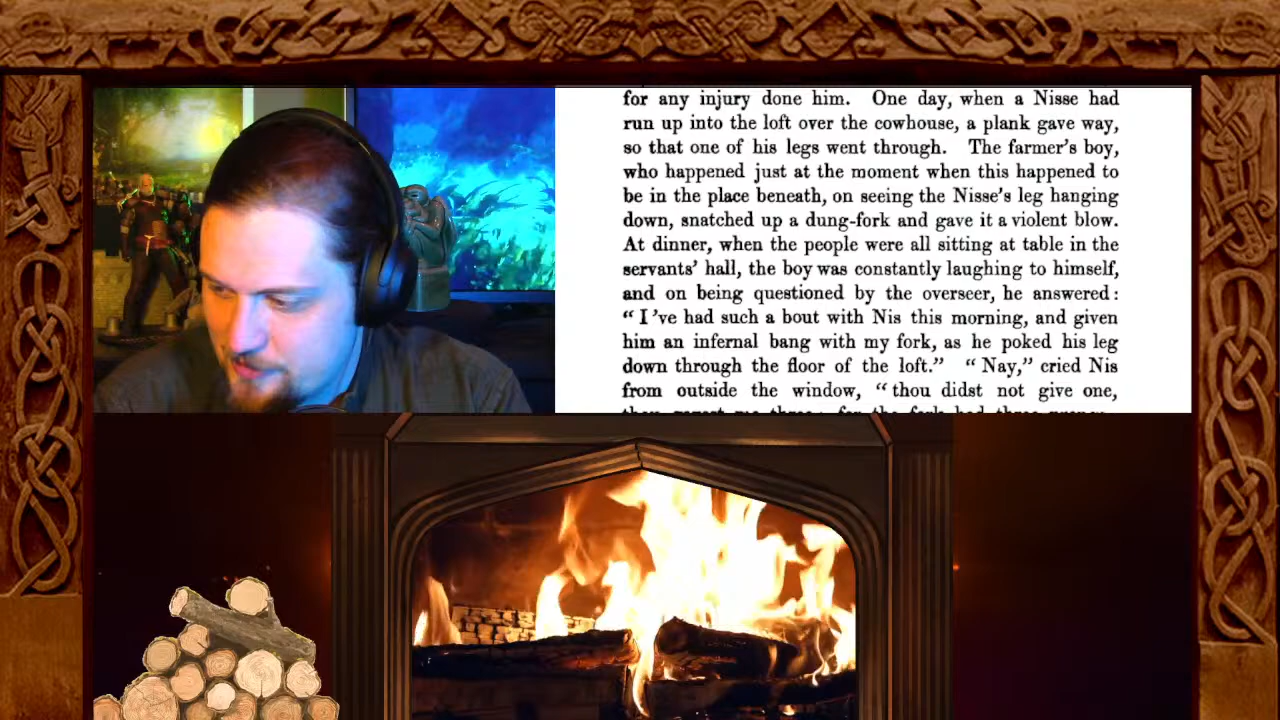 for any injury done him. One day, when a Nisse had
run up into the loft over the cowhouse, a plank gave way,
so that one of his legs went through. The farmer's boy,
who happened just at the moment when this happened to
be in the place beneath, on seeing the Nisse's leg hanging
down, snatched up a dung-fork and gave it a violent blow.
At dinner, when the people were all sitting at table in the
servants' hall, the boy was constantly laughing to himself,
and on being questioned by the overseer, he answered:
“I've had such a bout with Nis this morning, and given
him an infernal bang with my fork, as he poked his leg
down through the floor of the loft.” “Nay,” cried Nis
from outside the window, “thou didst not give one,